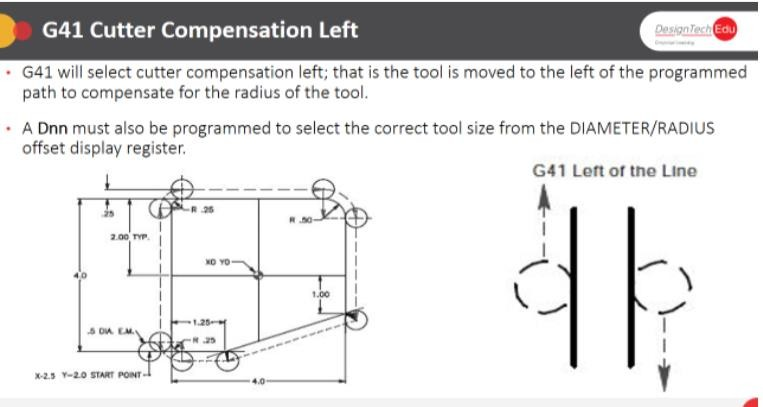 G41 Cutter Compensation Left
DesignTech Edu
• G41 will select cutter compensation left; that is the tool is moved to the left of the programmed
path to compensate for the radius of the tool.
• A Dnn must also be programmed to select the correct tool size from the DIAMETER/RADIUS
offset display register.
G41 Left of the Line
.25
R .25
R .50
2.00 TYP.
X0 Y0
4.0
1.00
1.25
.5 DIA. E.M.
R .25
X-2.5 Y-2.0 START POINT
4.0